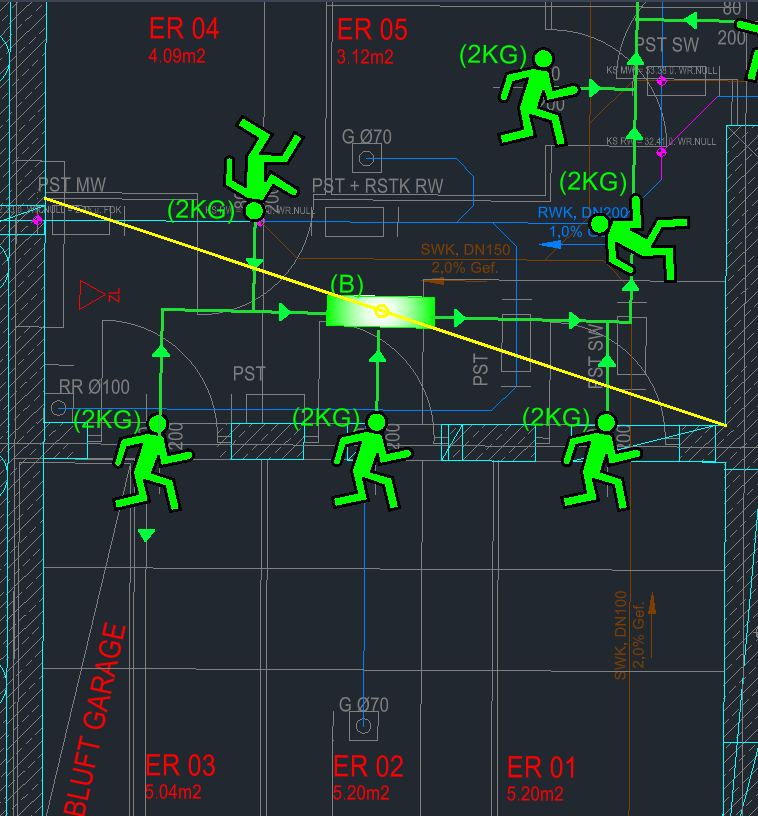 ER 04
4.09m2
ER 05
3.12m2
80
200
PST SW
(2KG)
G Ø70
PST MW
PST + RSTK RW
(2KG)
(2KG)
RWK, DN200
1,0% Ge
SWK, DN150
2,0% Gef.
ZL
(B)
PST
PST
RR Ø100
(2KG)
200
(2KG)
200
(2KG)
200
SWK, DN100
2,0% Gef.
BLUFT GARAGE
G Ø70
ER 03
5.04m2
ER 02
5.20m2
ER 01
5.20m2